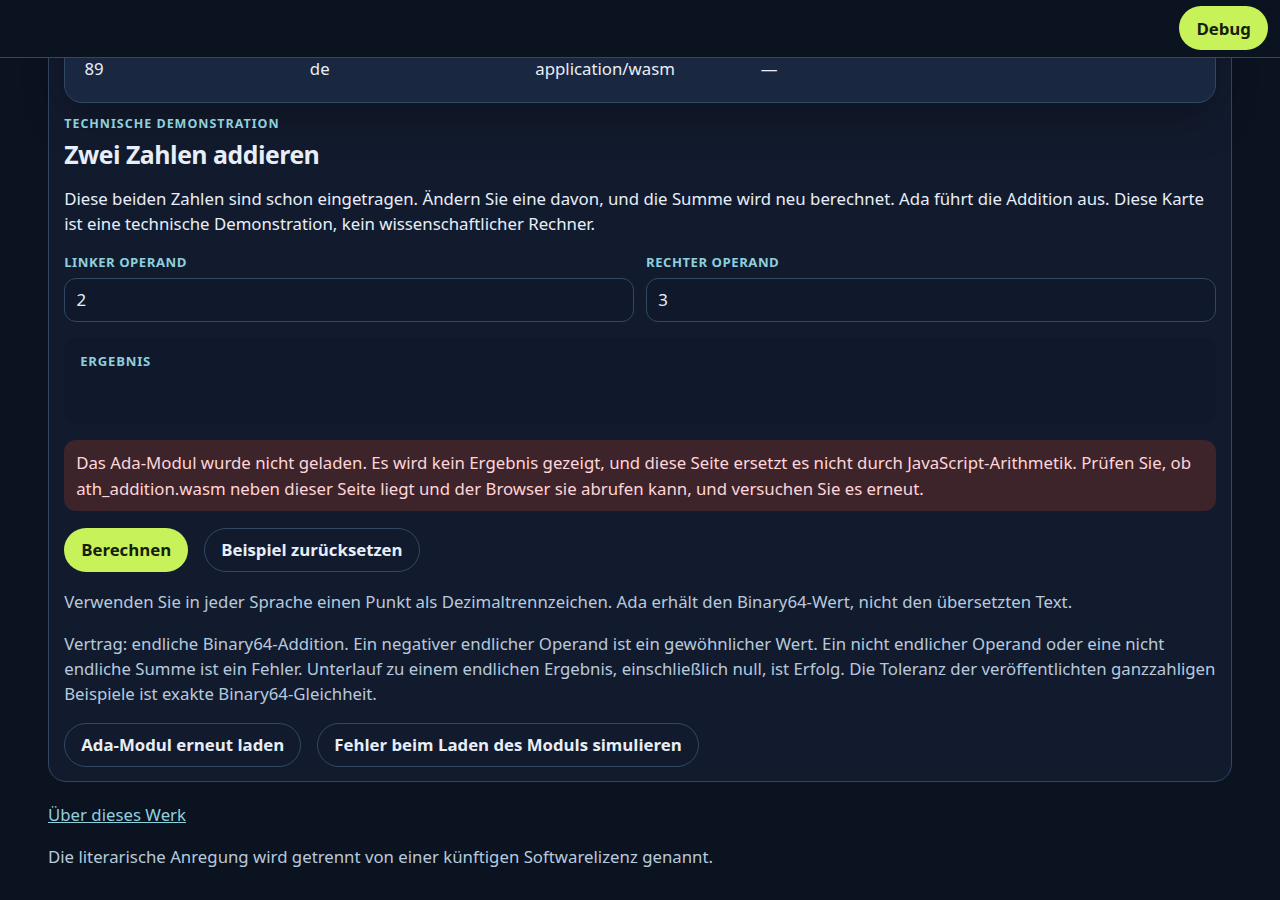 Debug
89 de application/wasm —
TECHNISCHE DEMONSTRATION
Zwei Zahlen addieren
Diese beiden Zahlen sind schon eingetragen. Ändern Sie eine davon, und die Summe wird neu berechnet. Ada führt die Addition aus. Diese Karte
ist eine technische Demonstration, kein wissenschaftlicher Rechner.
LINKER OPERAND RECHTER OPERAND
2 3
ERGEBNIS
Das Ada-Modul wurde nicht geladen. Es wird kein Ergebnis gezeigt, und diese Seite ersetzt es nicht durch JavaScript-Arithmetik. Prüfen Sie, ob
ath_addition.wasm neben dieser Seite liegt und der Browser sie abrufen kann, und versuchen Sie es erneut.
Berechnen Beispiel zurücksetzen
Verwenden Sie in jeder Sprache einen Punkt als Dezimaltrennzeichen. Ada erhält den Binary64-Wert, nicht den übersetzten Text.
Vertrag: endliche Binary64-Addition. Ein negativer endlicher Operand ist ein gewöhnlicher Wert. Ein nicht endlicher Operand oder eine nicht
endliche Summe ist ein Fehler. Unterlauf zu einem endlichen Ergebnis, einschließlich null, ist Erfolg. Die Toleranz der veröffentlichten ganzzahligen
Beispiele ist exakte Binary64-Gleichheit.
Ada-Modul erneut laden Fehler beim Laden des Moduls simulieren
Über dieses Werk
Die literarische Anregung wird getrennt von einer künftigen Softwarelizenz genannt.